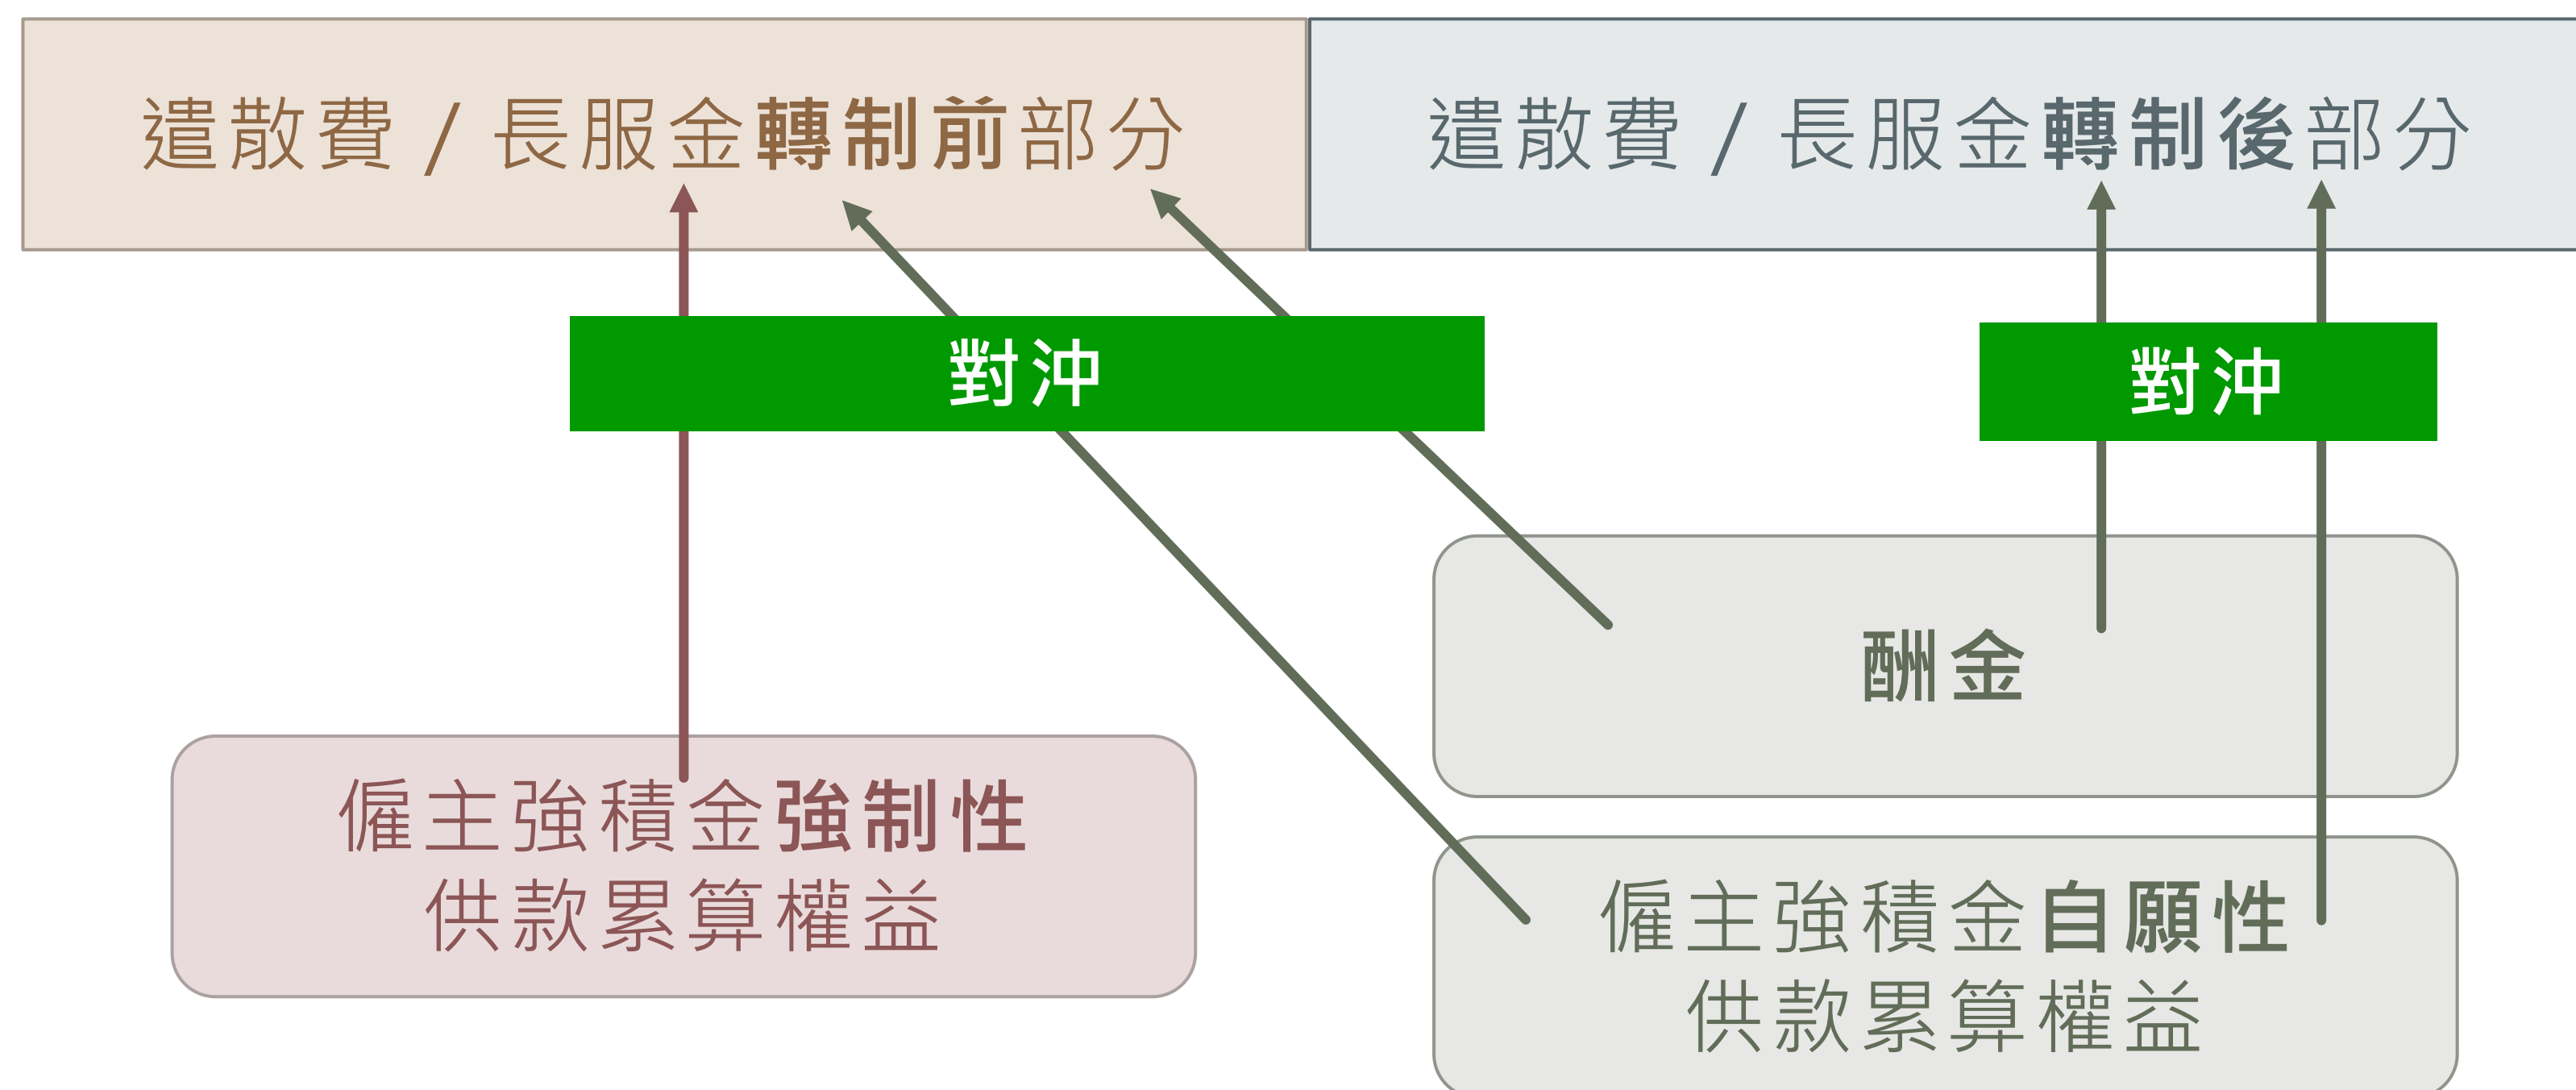 遣散費 / 長服金轉制前部分
遣散費 / 長服金轉制後部分
對沖
對沖
酬金
僱主強積金強制性
供款累算權益
僱主強積金自願性
供款累算權益